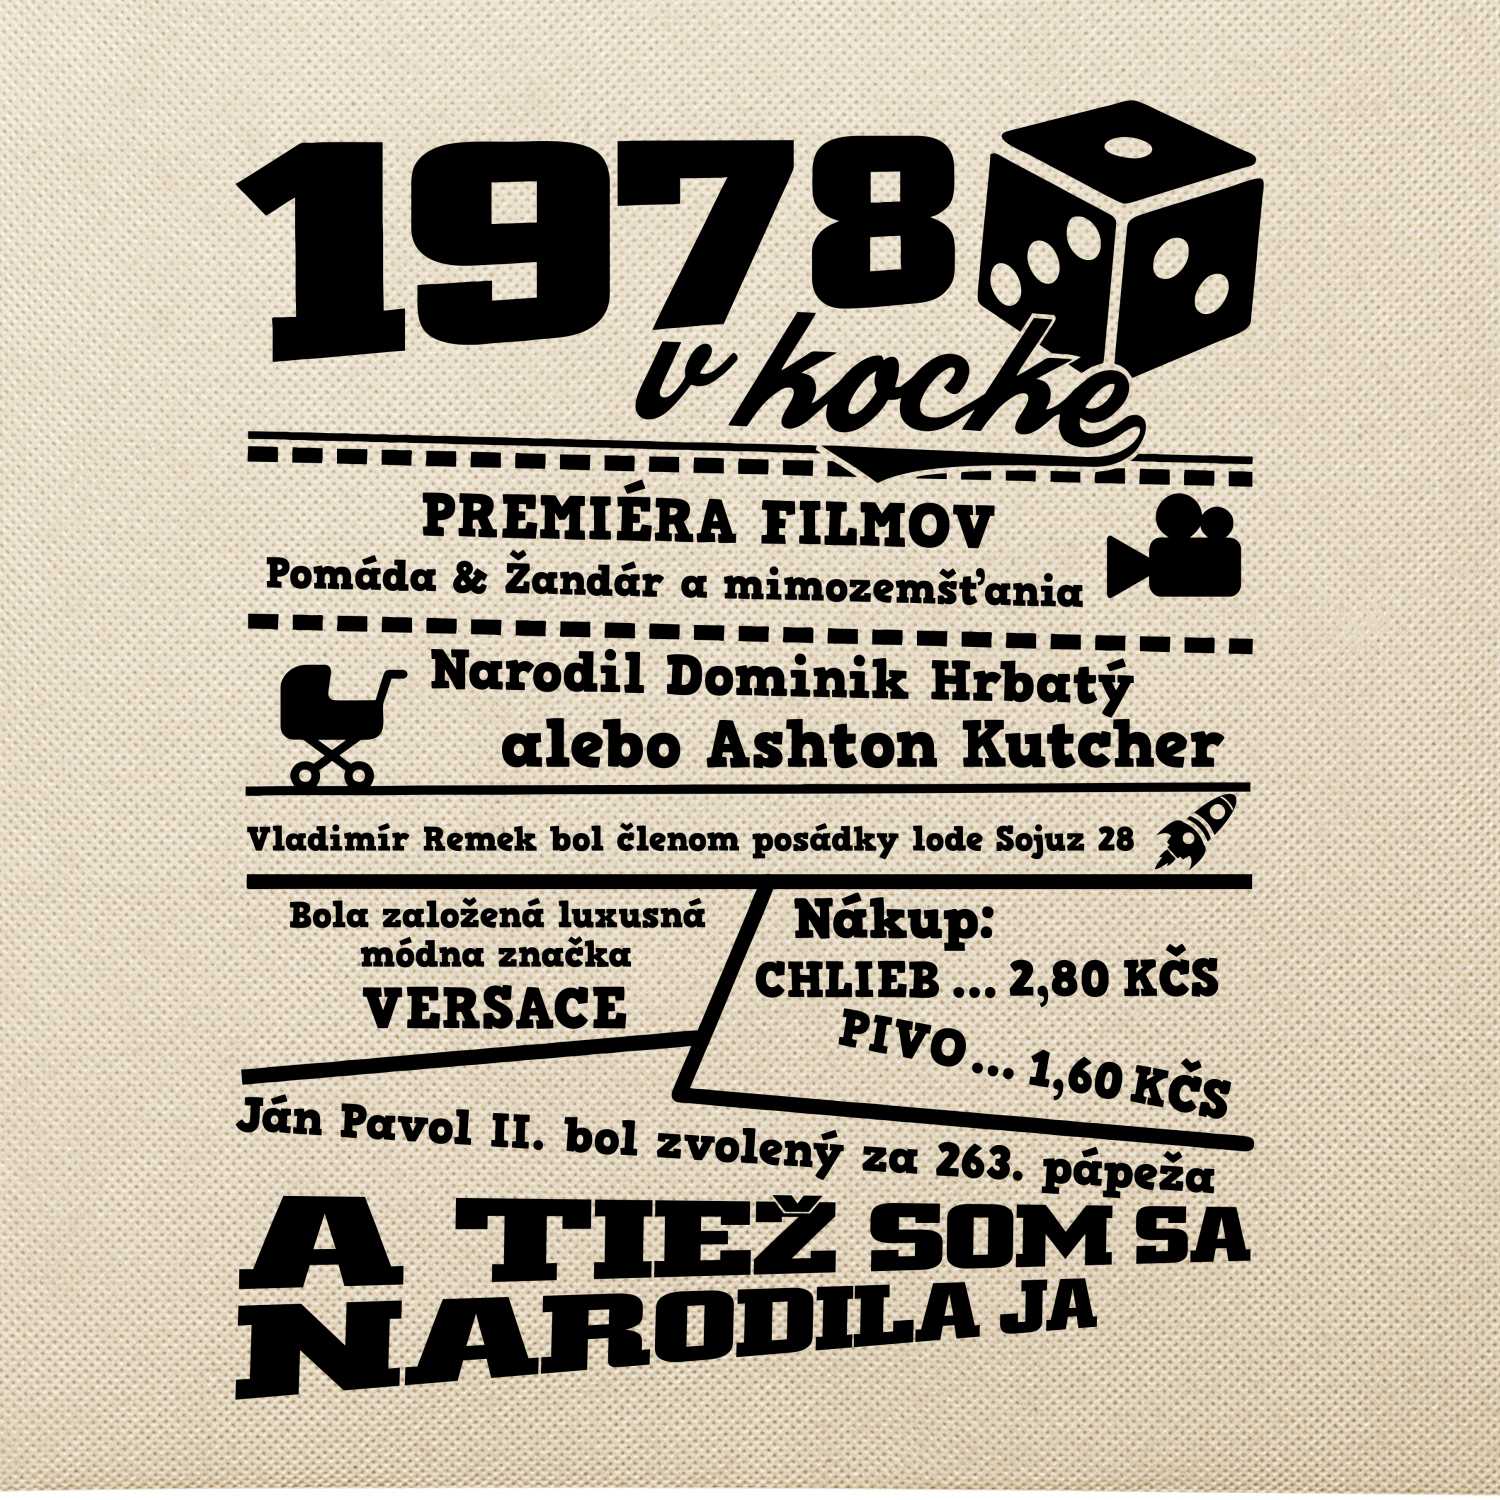 1978
v kocke
PREMIÉRA FILMOV
Pomáda & Žandár a mimozemšťania
Narodil Dominik Hrbatý
alebo Ashton Kutcher
Vladimír Remek bol členom posádky lode Sojuz 28
Bola založená luxusná
módna značka
VERSACE
Nákup:
CHLIEB ... 2,80 KČS
PIVO ... 1,60 KČS
Ján Pavol II. bol zvolený za 263. pápeža
A TIEŽ SOM SA
NARODILA JA